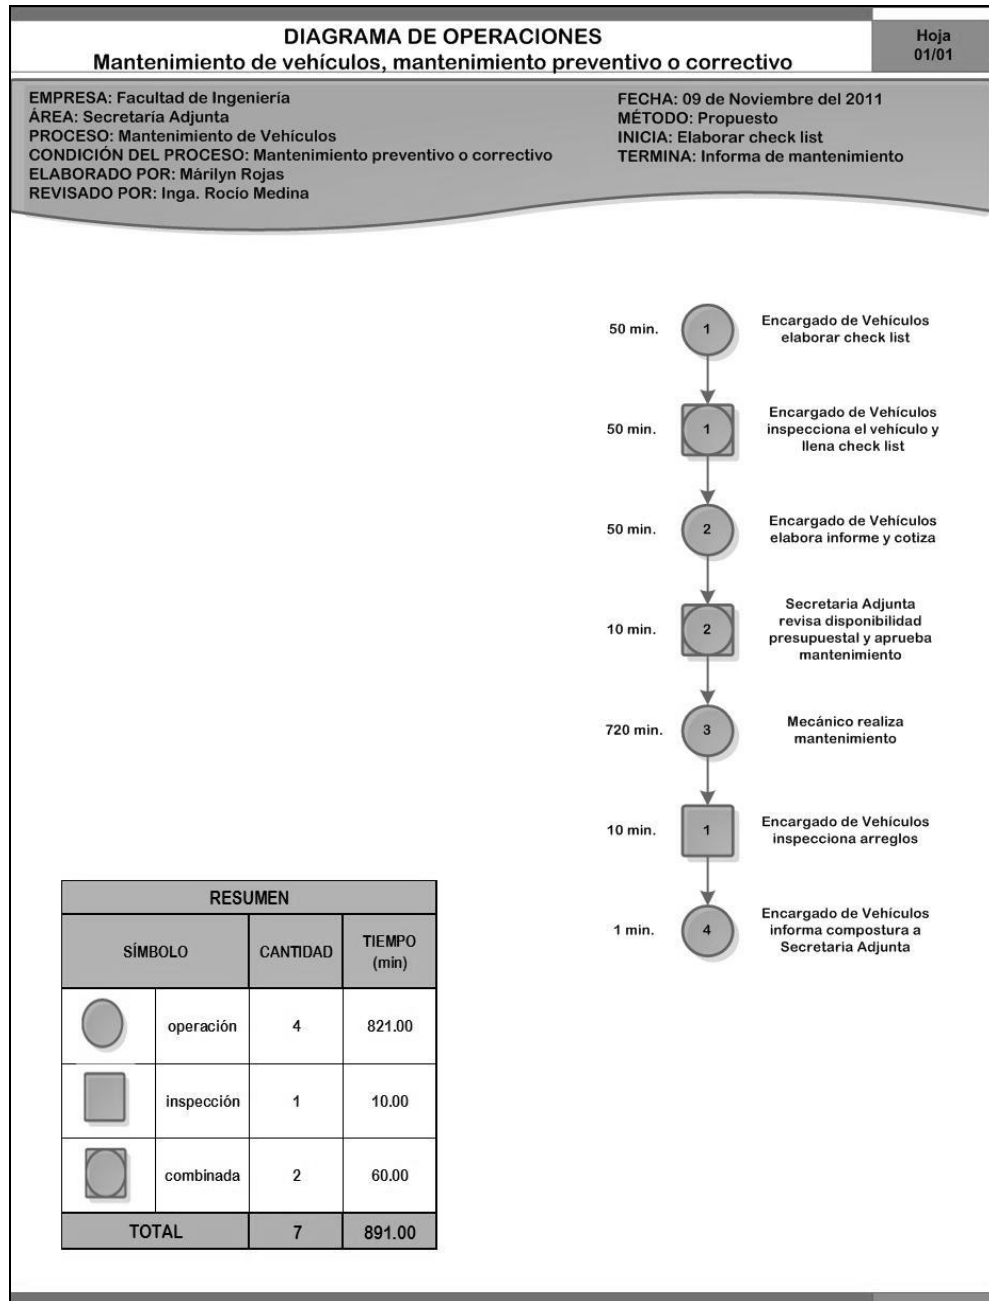 DIAGRAMA DE OPERACIONES
Mantenimiento de vehículos, mantenimiento preventivo o correctivo
Hoja
01/01
EMPRESA: Facultad de Ingeniería
ÁREA: Secretaría Adjunta
PROCESO: Mantenimiento de Vehículos
CONDICIÓN DEL PROCESO: Mantenimiento preventivo o correctivo
ELABORADO POR: Márilyn Rojas
REVISADO POR: Inga. Rocío Medina
FECHA: 09 de Noviembre del 2011
MÉTODO: Propuesto
INICIA: Elaborar check list
TERMINA: Informa de mantenimiento
50 min.
1
Encargado de Vehículos
elaborar check list
50 min.
1
Encargado de Vehículos
inspecciona el vehículo y
llena check list
50 min.
2
Encargado de Vehículos
elabora informe y cotiza
10 min.
2
Secretaria Adjunta
revisa disponibilidad
presupuestal y aprueba
mantenimiento
720 min.
3
Mecánico realiza
mantenimiento
10 min.
1
Encargado de Vehículos
inspecciona arreglos
1 min.
4
Encargado de Vehículos
informa compostura a
Secretaria Adjunta
RESUMEN
SÍMBOLO
CANTIDAD
TIEMPO
(min)
operación 4 821.00
inspección 1 10.00
combinada 2 60.00
TOTAL 7 891.00